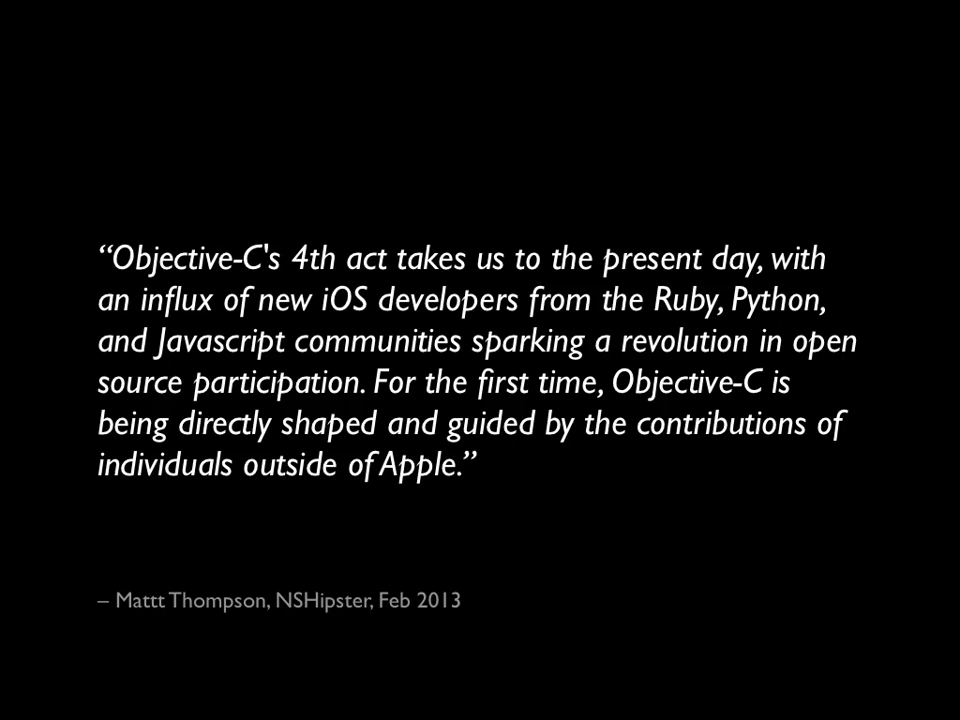 “Objective-C's 4th act takes us to the present day, with
an influx of new iOS developers from the Ruby, Python,
and Javascript communities sparking a revolution in open
source participation. For the first time, Objective-C is
being directly shaped and guided by the contributions of
individuals outside of Apple.”
– Mattt Thompson, NSHipster, Feb 2013